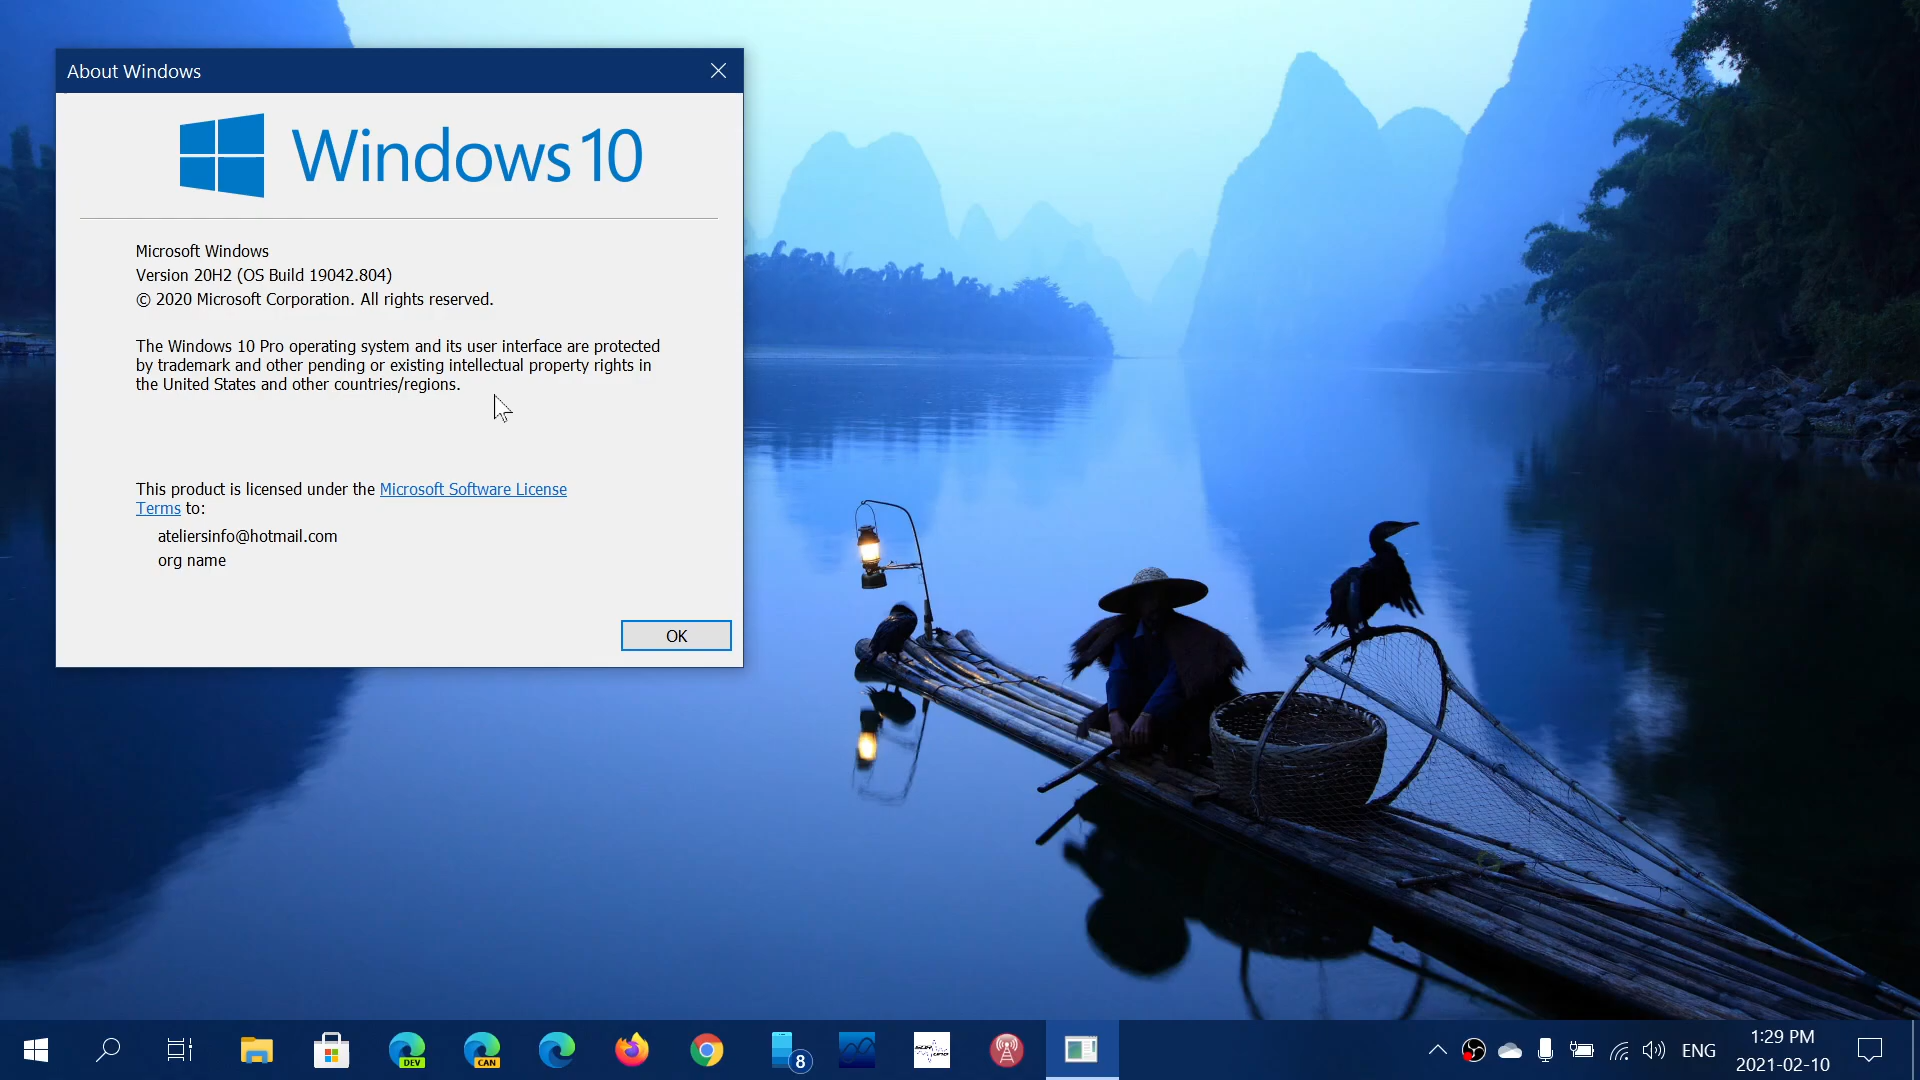 About Windows
Windows 10
Microsoft Windows
Version 20H2 (OS Build 19042.804)
© 2020 Microsoft Corporation. All rights reserved.
The Windows 10 Pro operating system and its user interface are protected
by trademark and other pending or existing intellectual property rights in
the United States and other countries/regions.
This product is licensed under the Microsoft Software License
Terms to:
ateliersinfo@hotmail.com
org name
OK
DEV
CAN
8
ENG
1:29 PM
2021-02-10